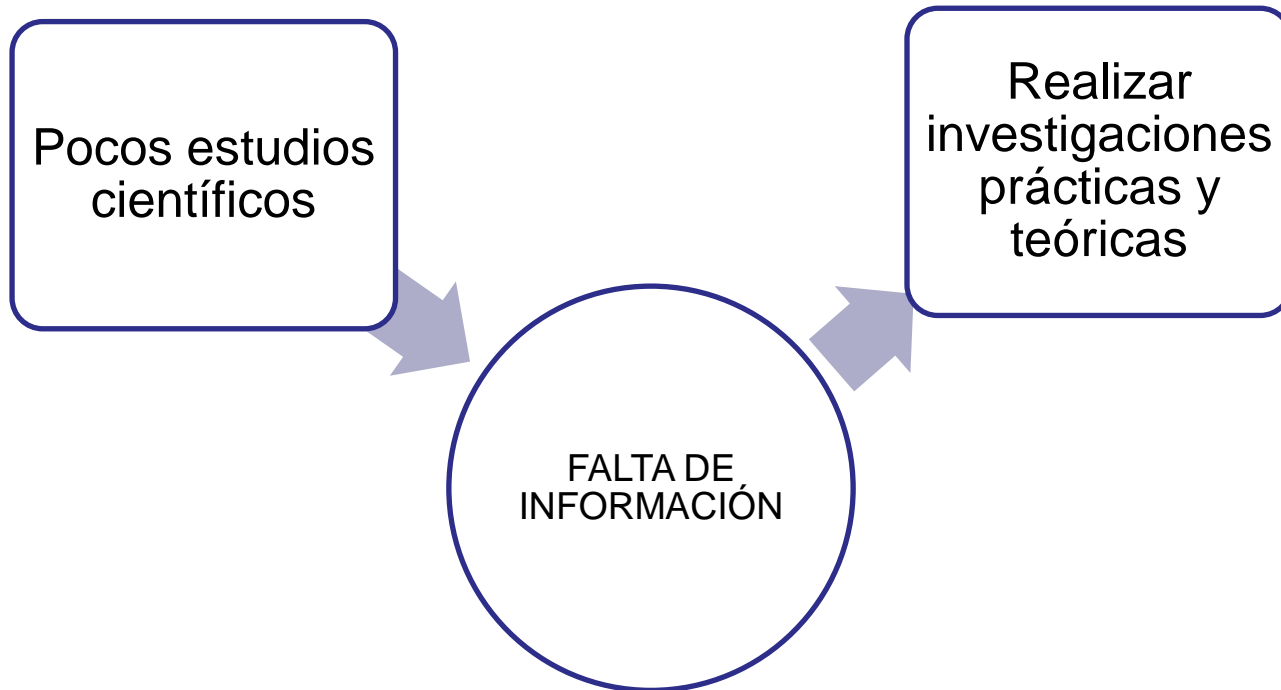 Pocos estudios
científicos
Realizar
investigaciones
prácticas y
teóricas
FALTA DE
INFORMACIÓN